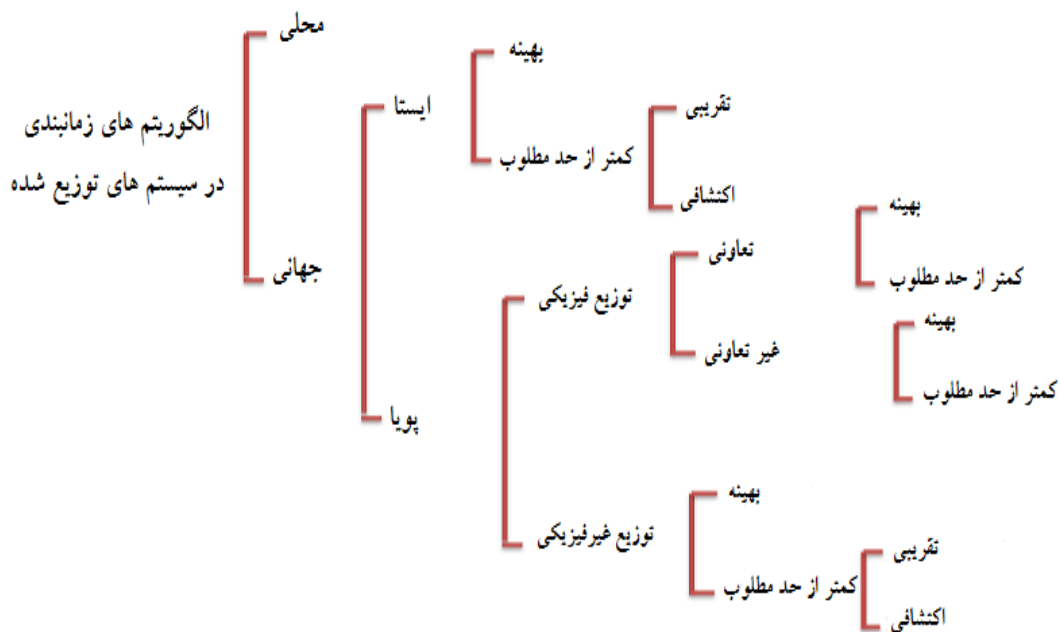 الگوریتم های زمانبندی
در سیستم های توزیع شده
محلی
جهانی
ایستا
پویا
بهینه
کمتر از حد مطلوب
تقریبی
اکتشافی
توزیع فیزیکی
توزیع غیرفیزیکی
تعاونی
غیر تعاونی
بهینه
کمتر از حد مطلوب
بهینه
کمتر از حد مطلوب
بهینه
کمتر از حد مطلوب
تقریبی
اکتشافی